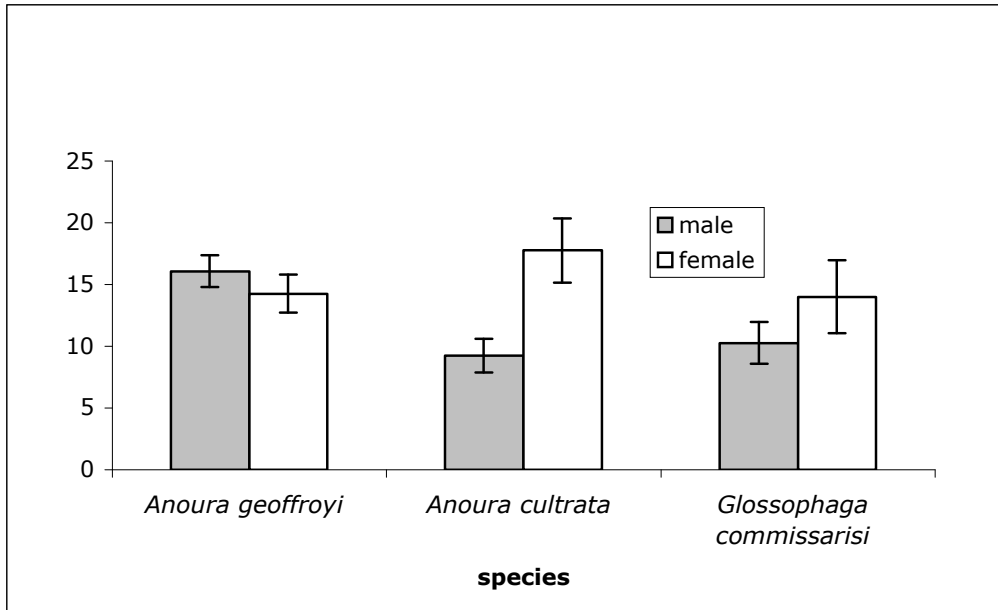 25
20
15
10
5
0
male
female
Anoura geoffroyi
Anoura cultrata
Glossophaga
commissarisi
species